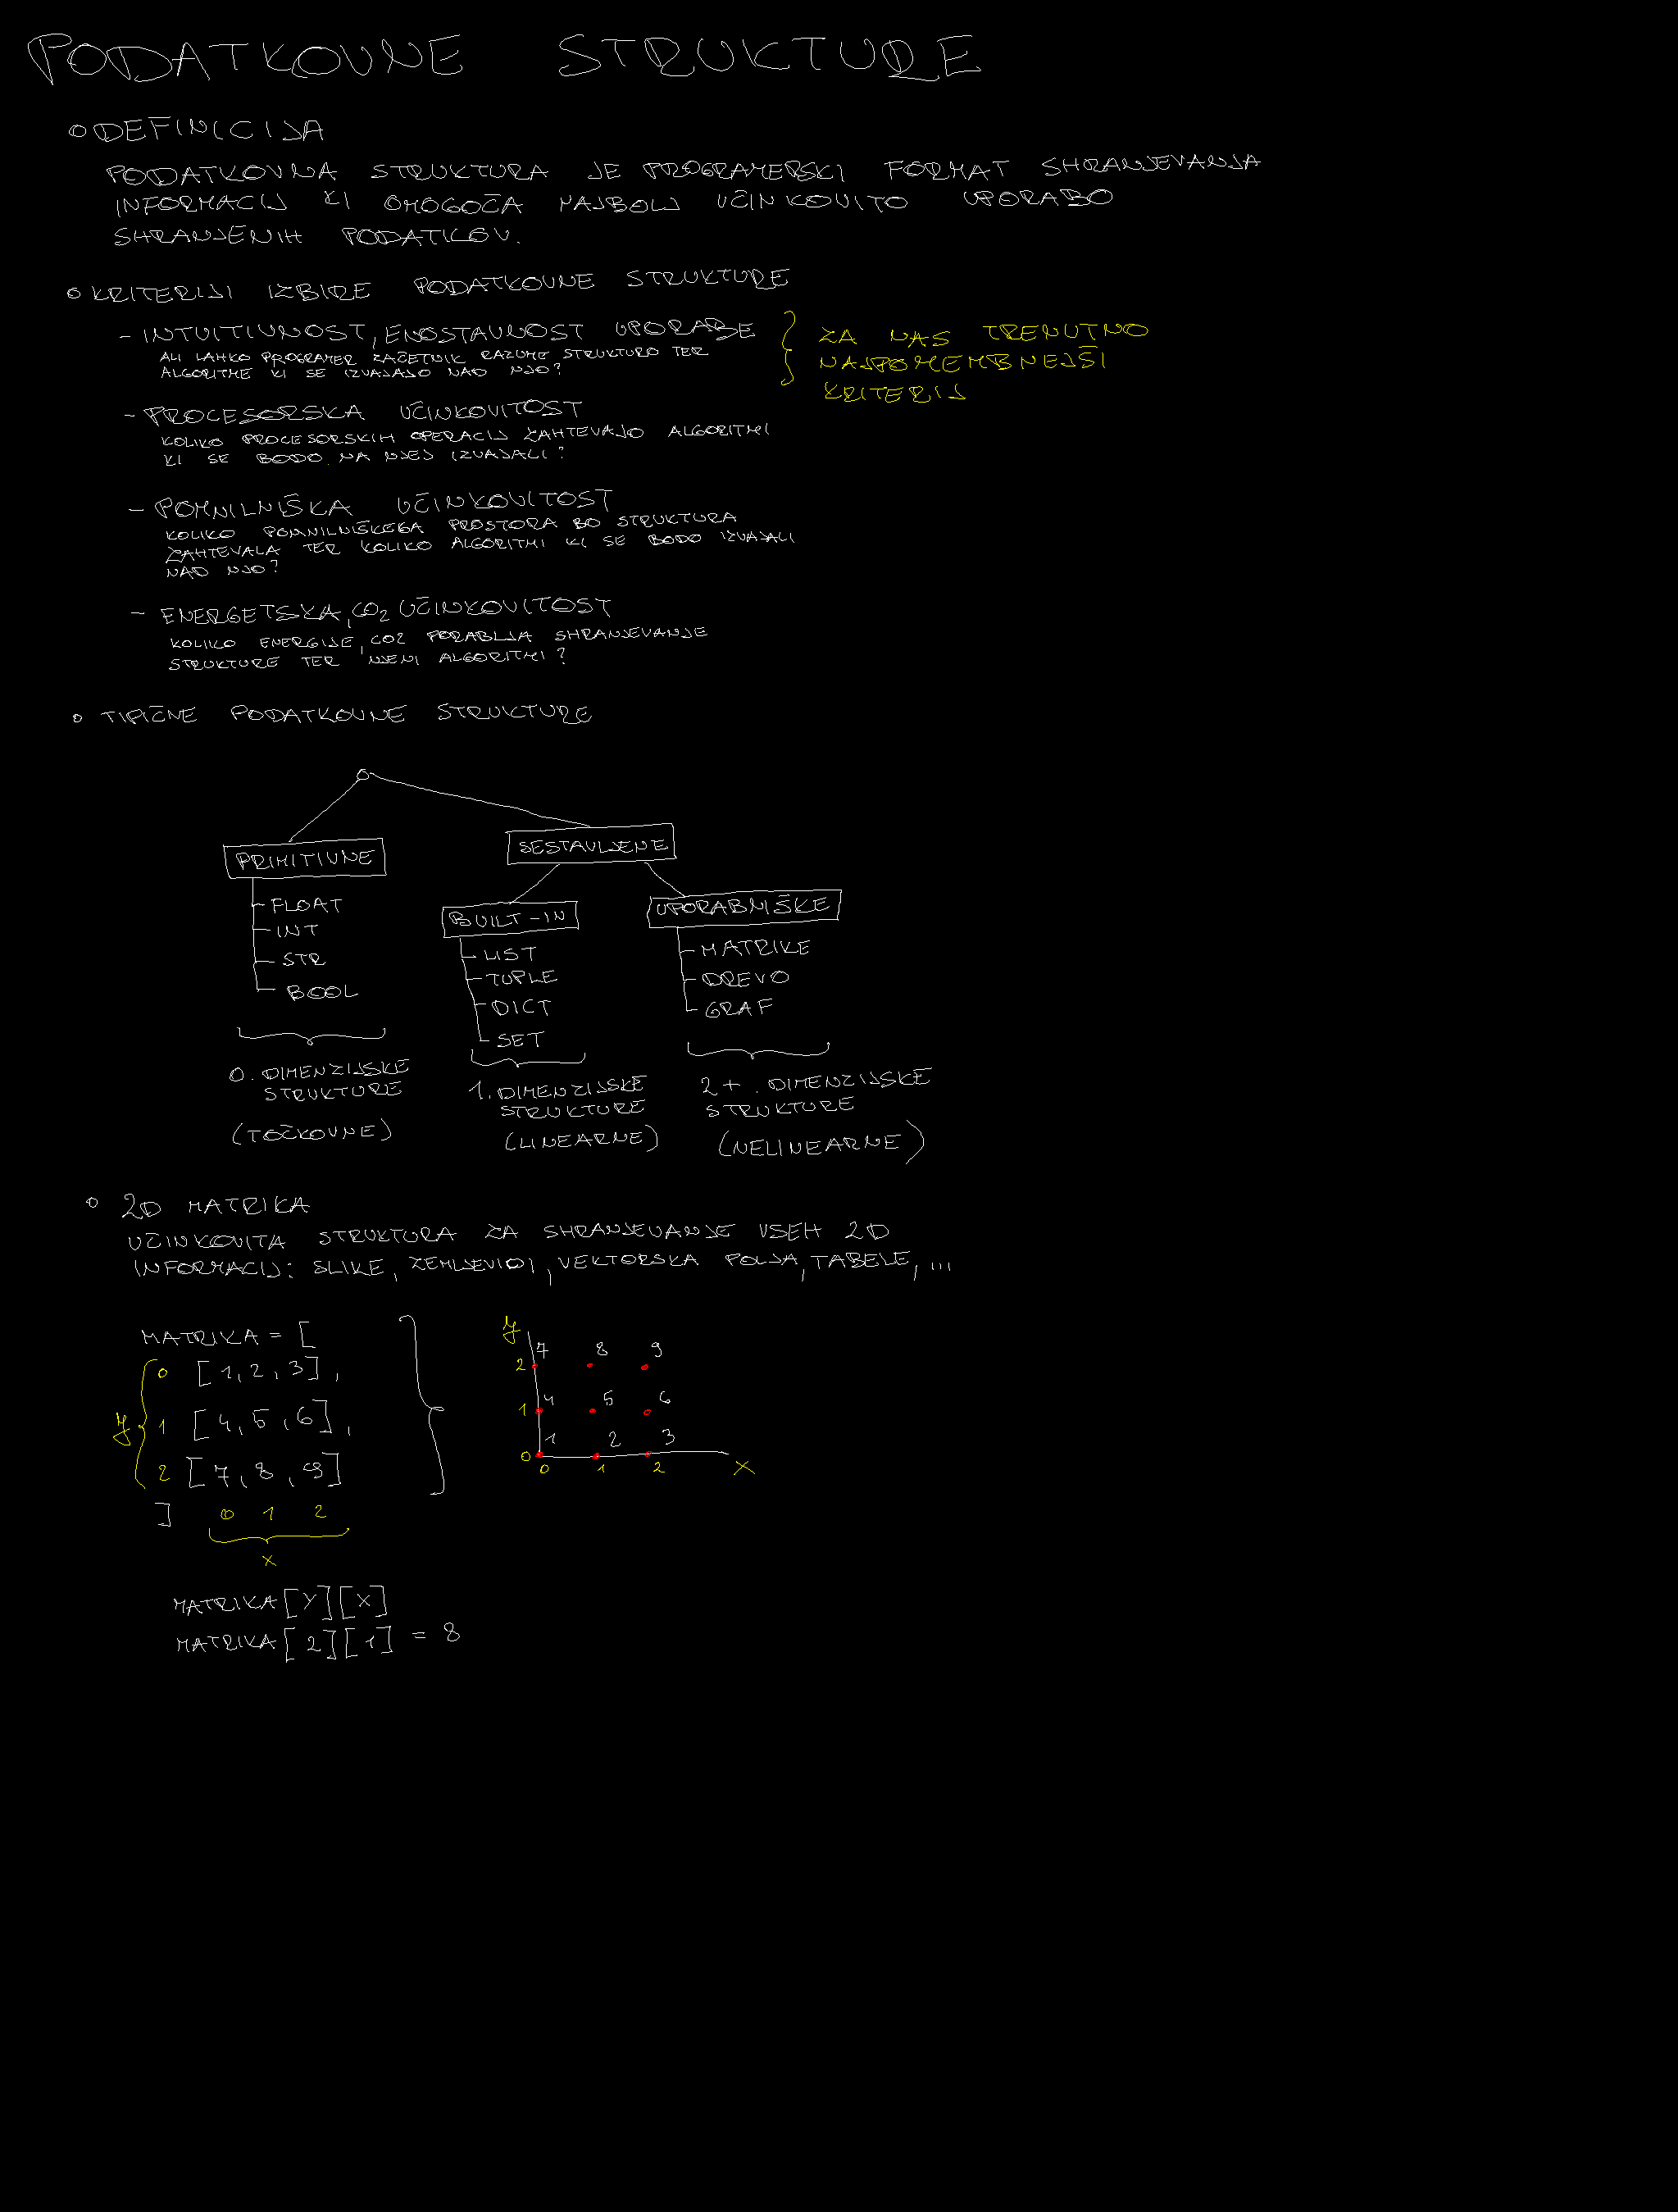 PODATKOVNE STRUKTURE
DEFINICIJA
PODATKOVNA STRUKTURA JE PROGRAMERSKI FORMAT SHRANJEVANJA
INFORMACIJ KI OMOGOČA NAJBOLJ UČINKOVITO UPORABO
SHRANJENIH PODATKOV.
KRITERIJI IZBIRE PODATKOVNE STRUKTURE
- INTUITIVNOST, ENOSTAVNOST UPORABE
ALI LAHKO PROGRAMER ZAČETNIK RAZUME STRUKTURO TER
ALGORITME KI SE IZVAJAJO NAD NJO?
ZA NAS TRENUTNO
NAJPOMEMBNEJŠI
KRITERIJ
- PROCESORSKA UČINKOVITOST
KOLIKO PROCESORSKIH OPERACIJ ZAHTEVAJO ALGORITMI
KI SE BODO NA NJEJ IZVAJALI?
- POMNILNIŠKA UČINKOVITOST
KOLIKO POMNILNIŠKEGA PROSTORA BO STRUKTURA
ZAHTEVALA TER KOLIKO ALGORITMI KI SE BODO IZVAJALI
NAD NJO?
- ENERGETSKA, CO2 UČINKOVITOST
KOLIKO ENERGIJE, CO2 PORABLJA SHRANJEVANJE
STRUKTURE TER NJENI ALGORITMI?
TIPIČNE PODATKOVNE STRUKTURE
PRIMITIVNE
FLOAT
INT
STR
BOOL
0. DIMENZIJSKE
STRUKTURE
(TOČKOVNE)
SESTAVLJENE
BUILT-IN
LIST
TUPLE
DICT
SET
1. DIMENZIJSKE
STRUKTURE
(LINEARNE)
UPORABNIŠKE
MATRIKE
DREVO
GRAF
2+. DIMENZIJSKE
STRUKTURE
(NELINEARNE)
2D MATRIKA
UČINKOVITA STRUKTURA ZA SHRANJEVANJE VSEH 2D
INFORMACIJ: SLIKE, ZEMLJEVIDI, VEKTORSKA POLJA, TABELE, ...
MATRIKA = [
0 [1, 2, 3],
y 1 [4, 5, 6],
2 [7, 8, 9]
] 0 1 2
x
y
7 8 9
2
4 5 6
1
1 2 3
0
0 1 2 X
MATRIKA[Y][X]
MATRIKA[2][1] = 8